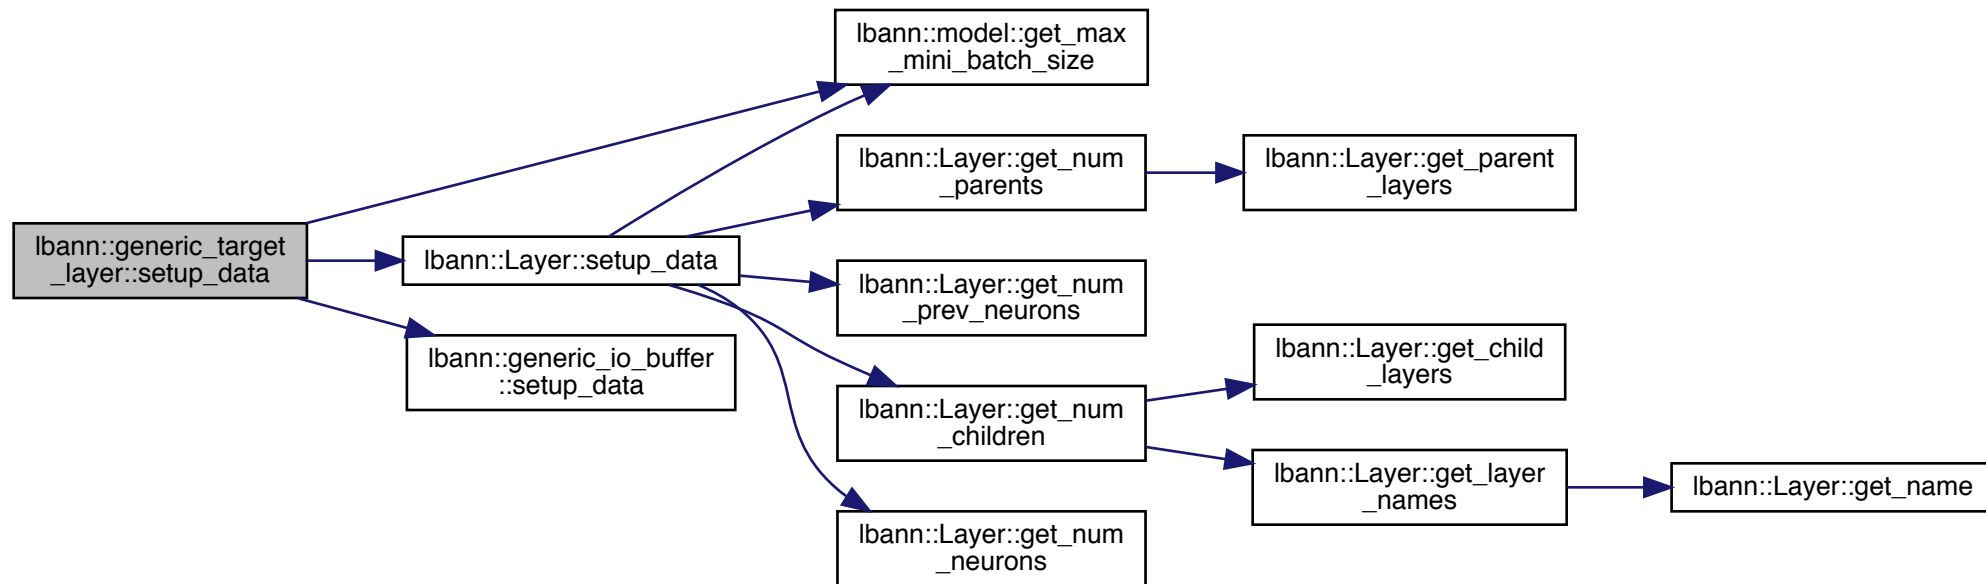 lbann::generic_target
_layer::setup_data
lbann::model::get_max
_mini_batch_size
lbann::Layer::setup_data
lbann::generic_io_buffer
::setup_data
lbann::Layer::get_num
_parents
lbann::Layer::get_parent
_layers
lbann::Layer::get_num
_prev_neurons
lbann::Layer::get_num
_children
lbann::Layer::get_child
_layers
lbann::Layer::get_layer
_names
lbann::Layer::get_name
lbann::Layer::get_num
_neurons